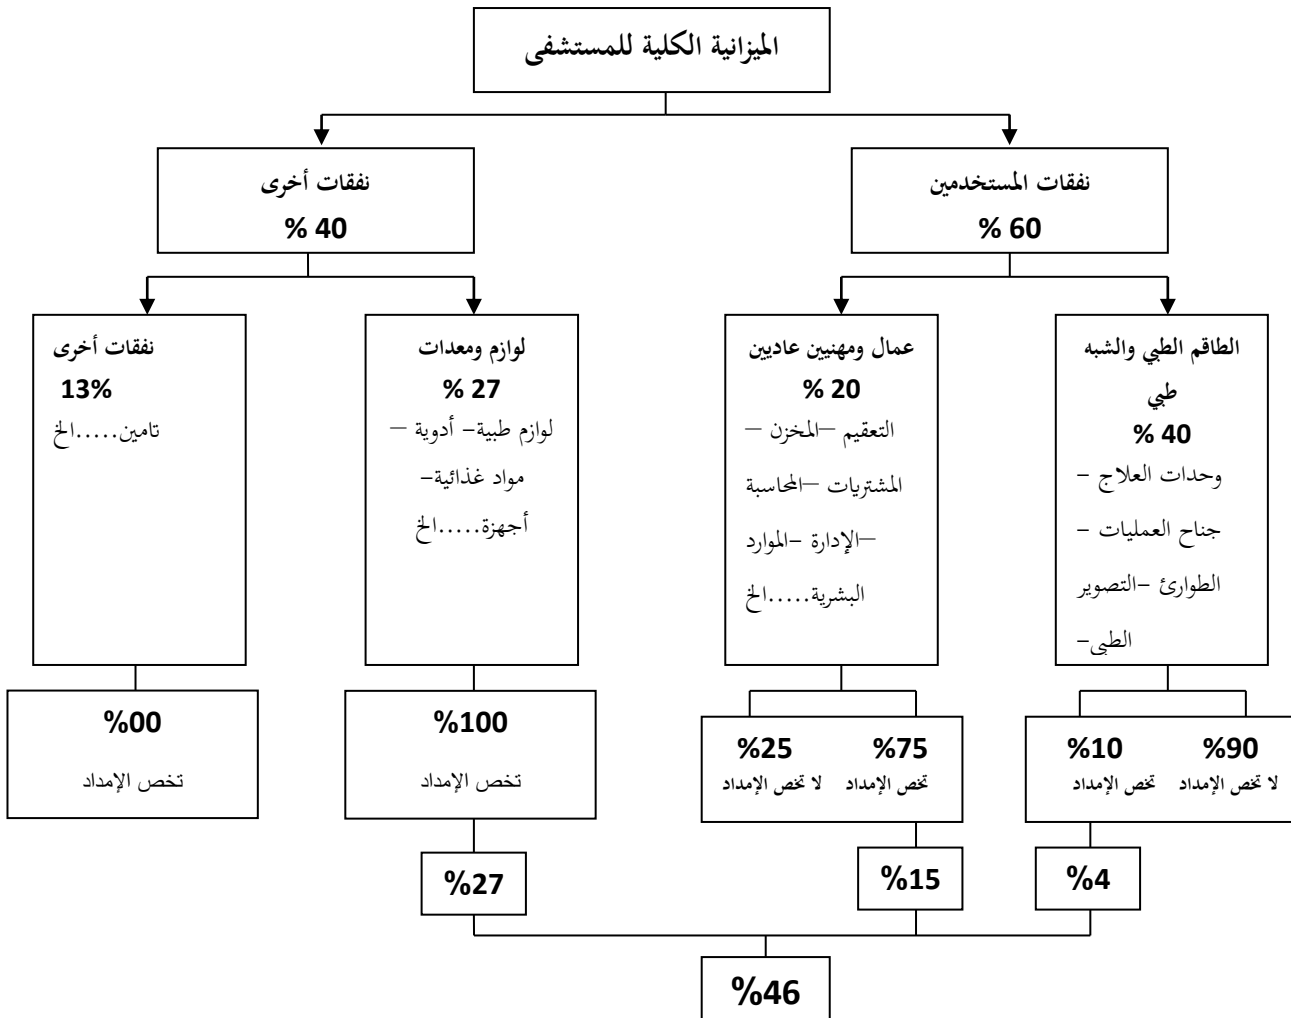 الميزانية الكلية للمستشفى
نفقات المستخدمين
% 60
نفقات أخرى
% 40
الطاقم الطبي والشبه
طبي
% 40
وحدات العلاج –
جناح العمليات –
الطوارئ –التصوير
الطبي–
عمال ومهنيين عاديين
% 20
التعقيم –المخزن –
المشتريات –المحاسبة
–الإدارة –الموارد
البشرية.....الخ
لوازم ومعدات
% 27
لوازم طبية– أدوية –
مواد غذائية–
أجهزة.....الخ
نفقات أخرى
13%
تامين.....الخ
%90
لا تخص الإمداد
%10
تخص الإمداد
%75
تخص الإمداد
%25
لا تخص الإمداد
%100
تخص الإمداد
%00
تخص الإمداد
%4
%15
%27
%46